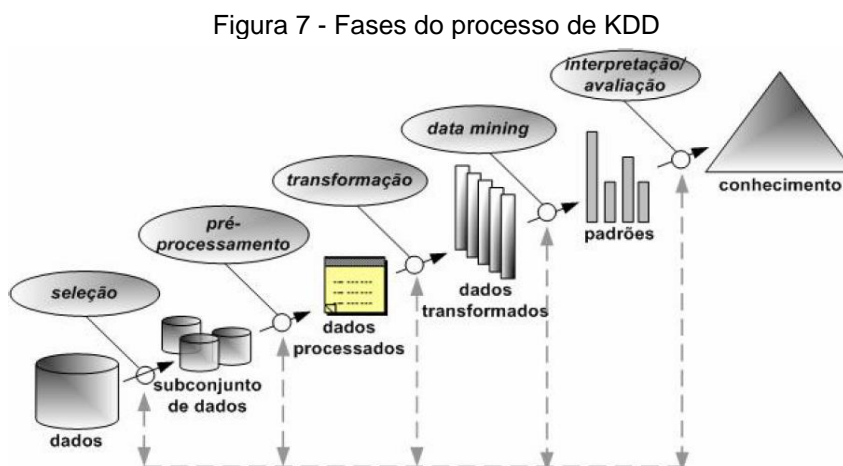 Figura 7 - Fases do processo de KDD
interpretação/
avaliação
data mining
transformação
pré-
processamento
seleção
conhecimento
padrões
dados
transformados
dados
processados
subconjunto
de dados
dados